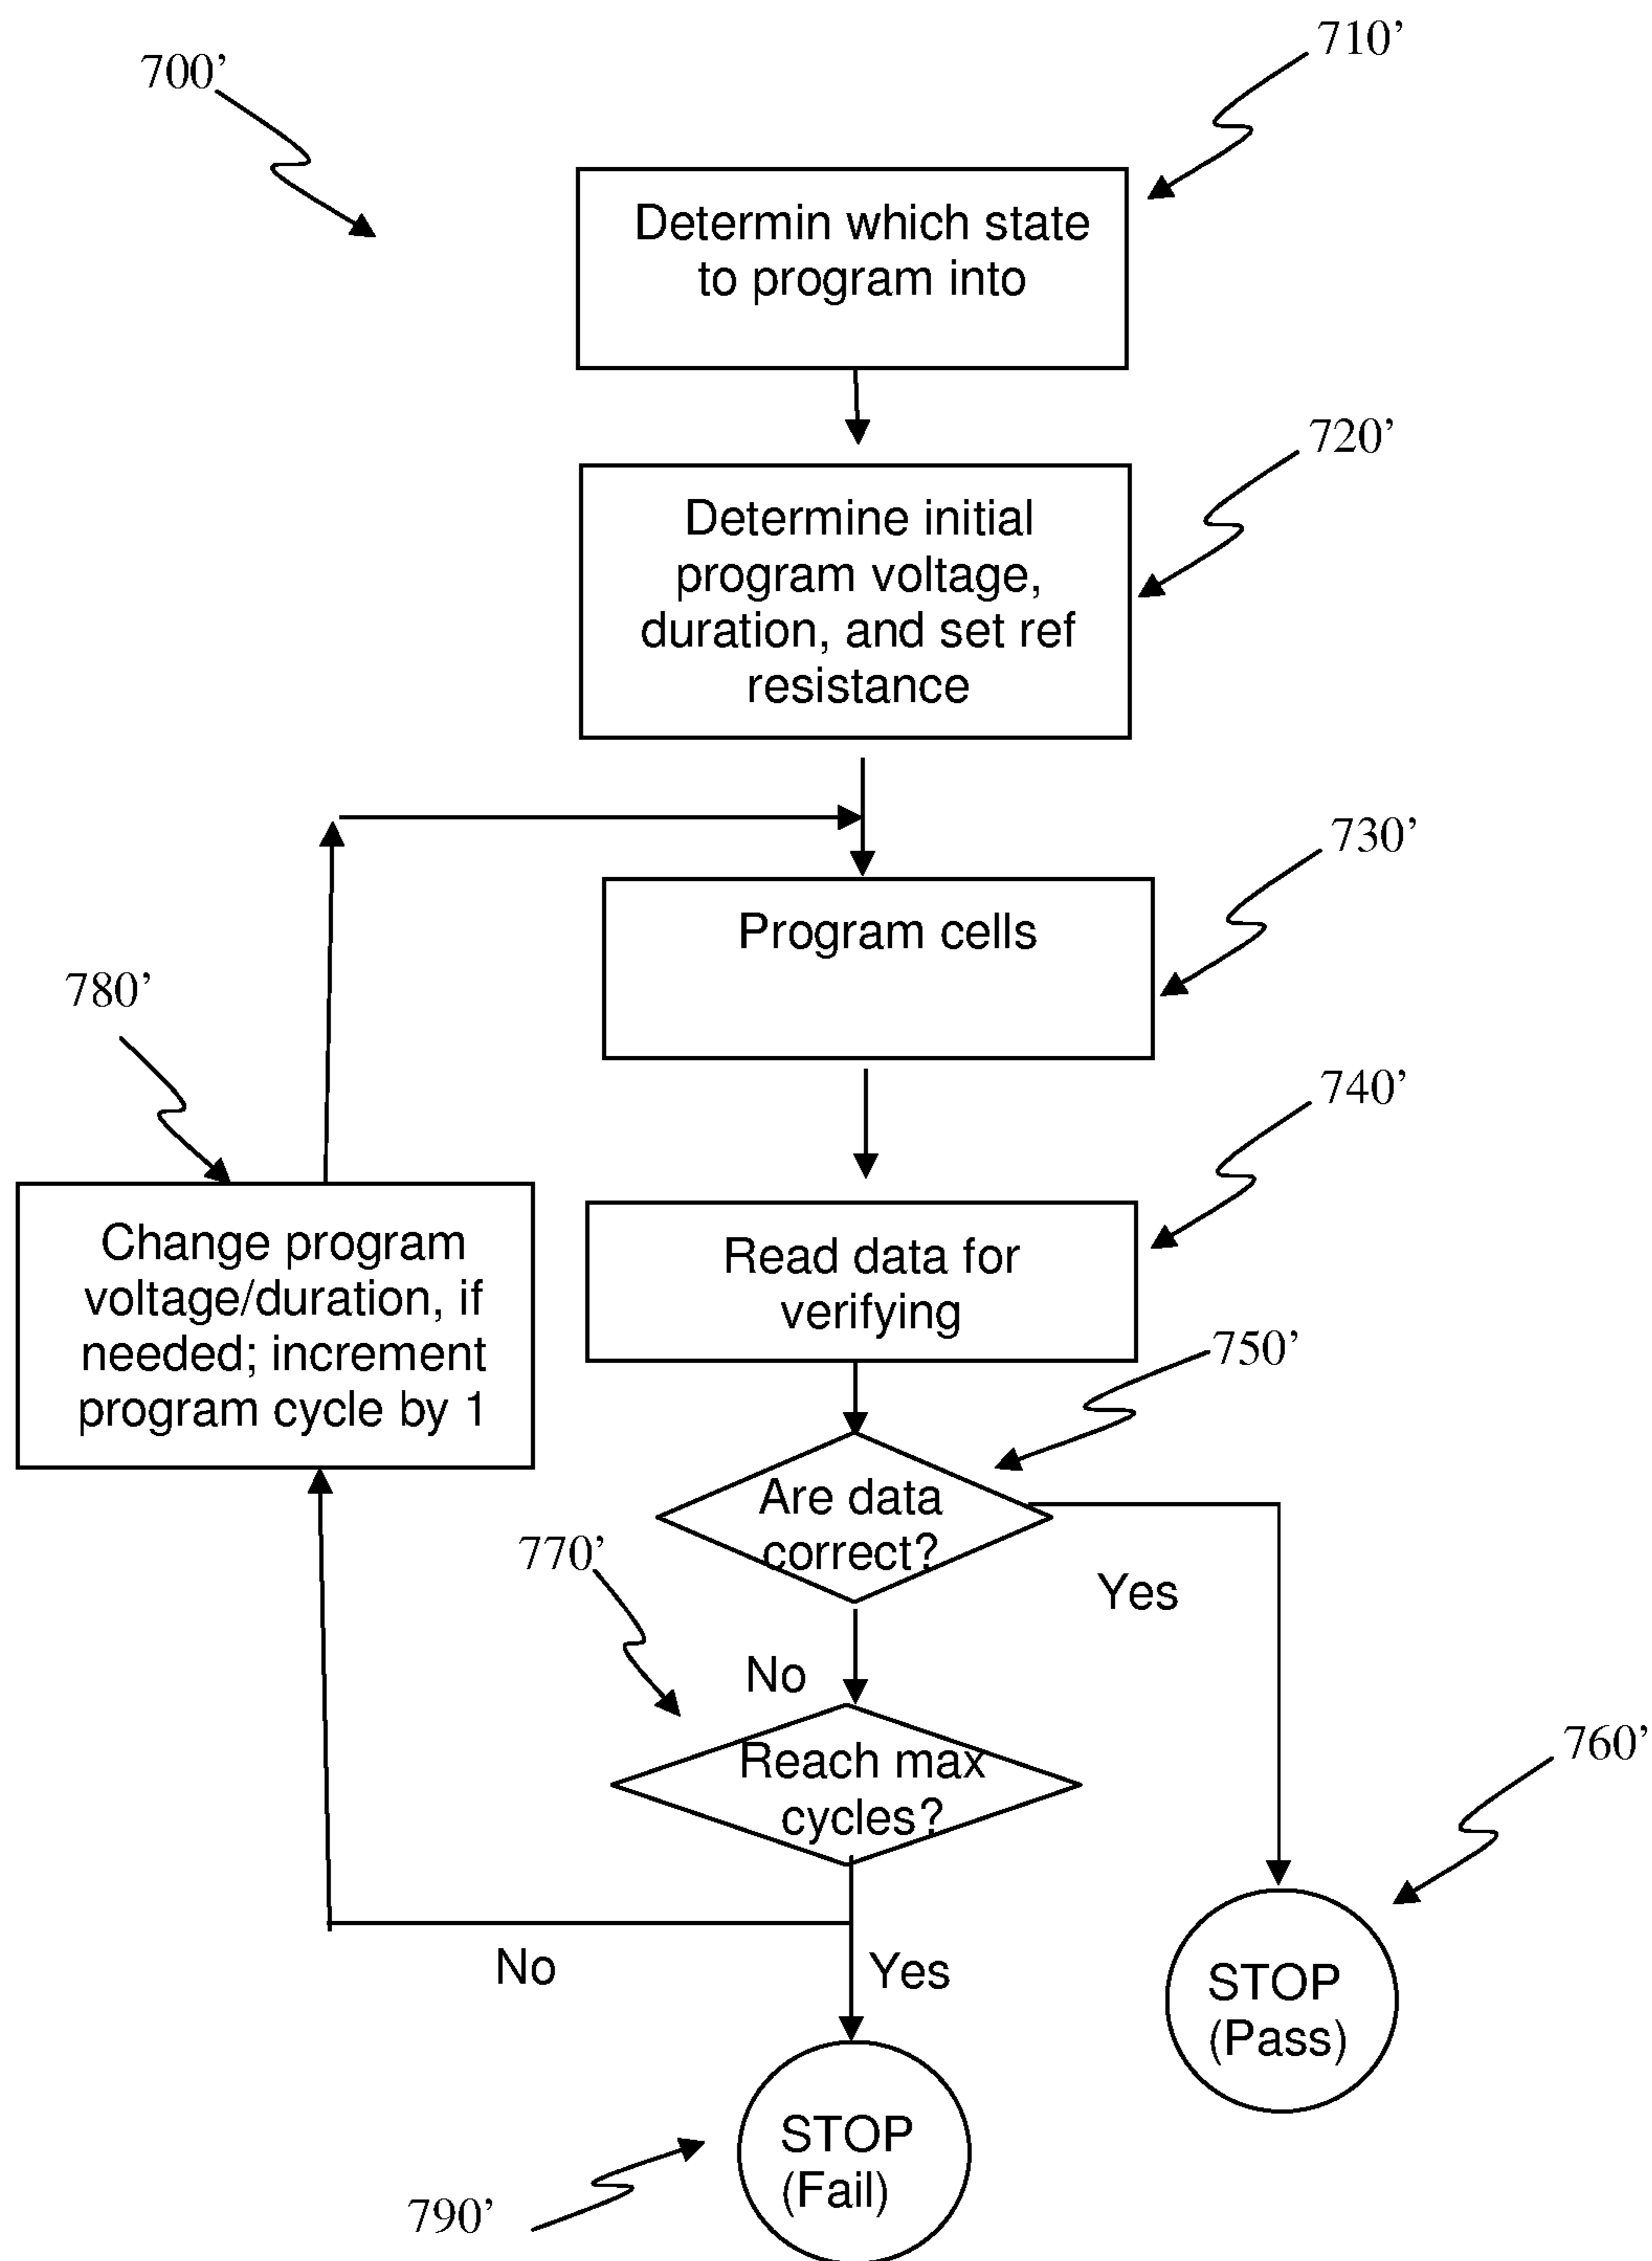 710’
700’
Determin which state
to program into
720’
Determine initial
program voltage,
duration, and set ref
resistance
730’
Program cells
780’
740’
Change program
voltage/duration, if
needed; increment
program cycle by 1
Read data for
verifying
750’
Are data
correct?
770’
Yes
No
Reach max
cycles?
760’
No
Yes
STOP
(Pass)
STOP
(Fail)
790’